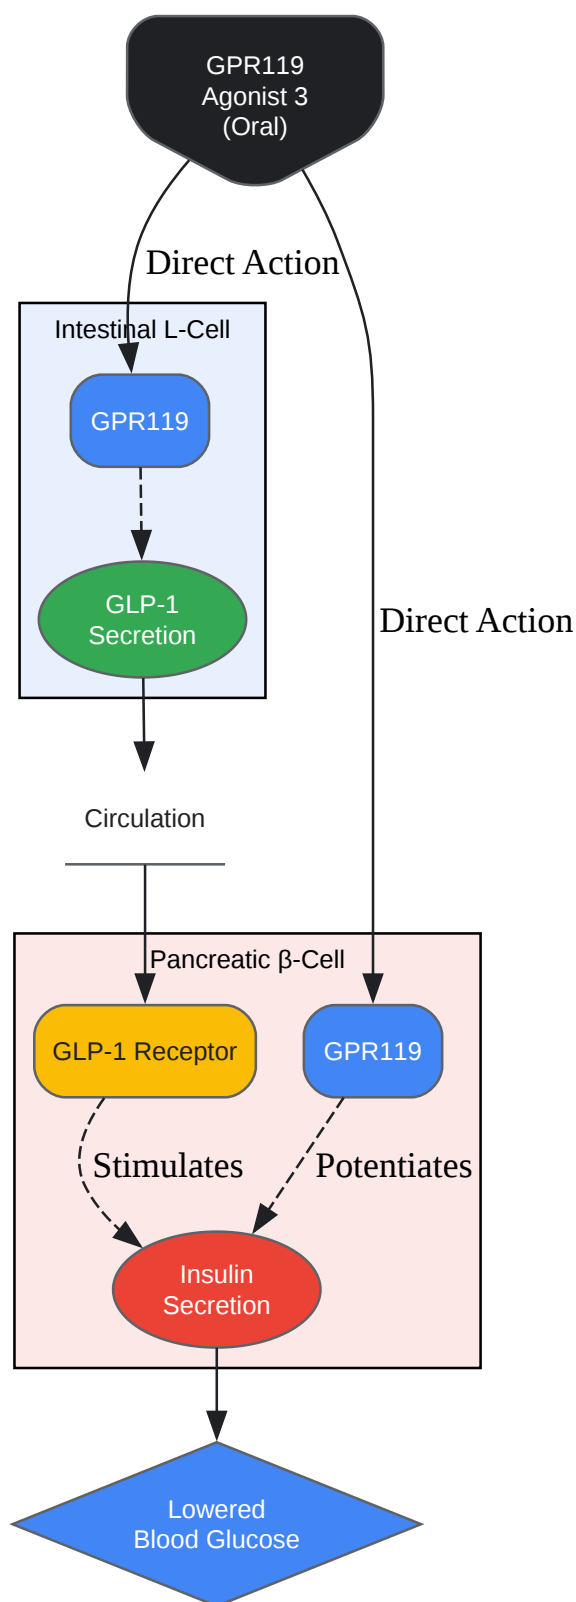 GPR119
Agonist 3
(Oral)
Direct Action
Intestinal L-Cell
GPR119
GLP-1
Secretion
Direct Action
Circulation
Pancreatic β-Cell
GLP-1 Receptor
GPR119
Stimulates
Potentiates
Insulin
Secretion
Lowered
Blood Glucose